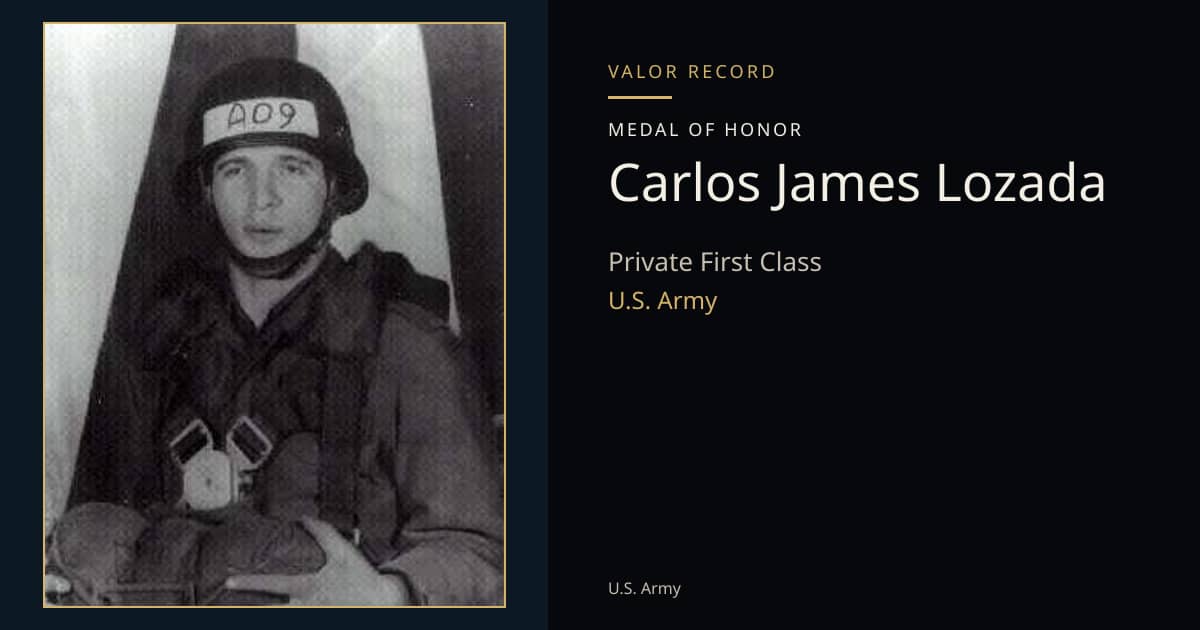 A09
VALOR RECORD
MEDAL OF HONOR
Carlos James Lozada
Private First Class
U.S. Army
U.S. Army